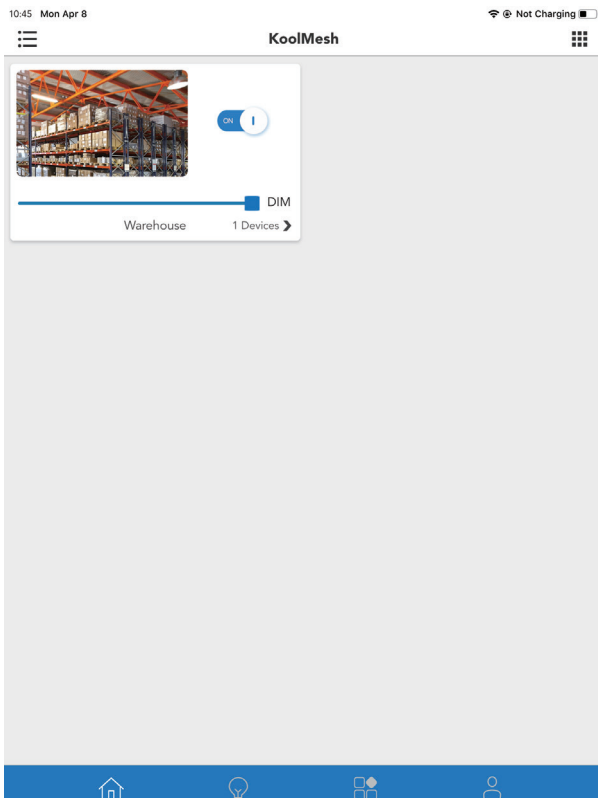 10:45 Mon Apr 8 Not Charging
KoolMesh
ON
DIM
Warehouse 1 Devices